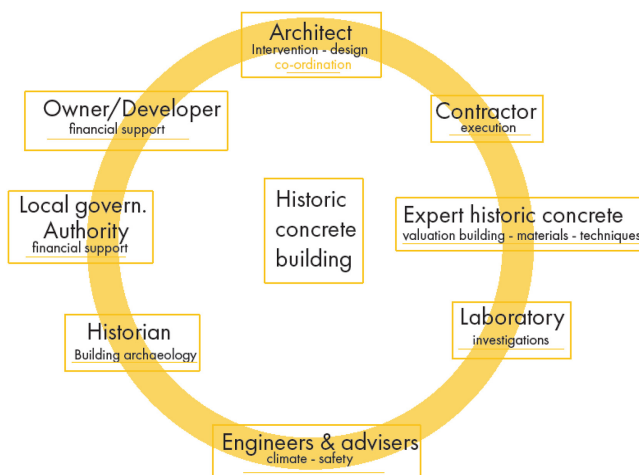 Architect
Intervention - design
co-ordination
Owner/Developer
financial support
Contractor
execution
Local govern.
Authority
financial support
Historic
concrete
building
Expert historic concrete
valuation building - materials - techniques
Historian
Building archaeology
Laboratory
investigations
Engineers & advisers
climate - safety